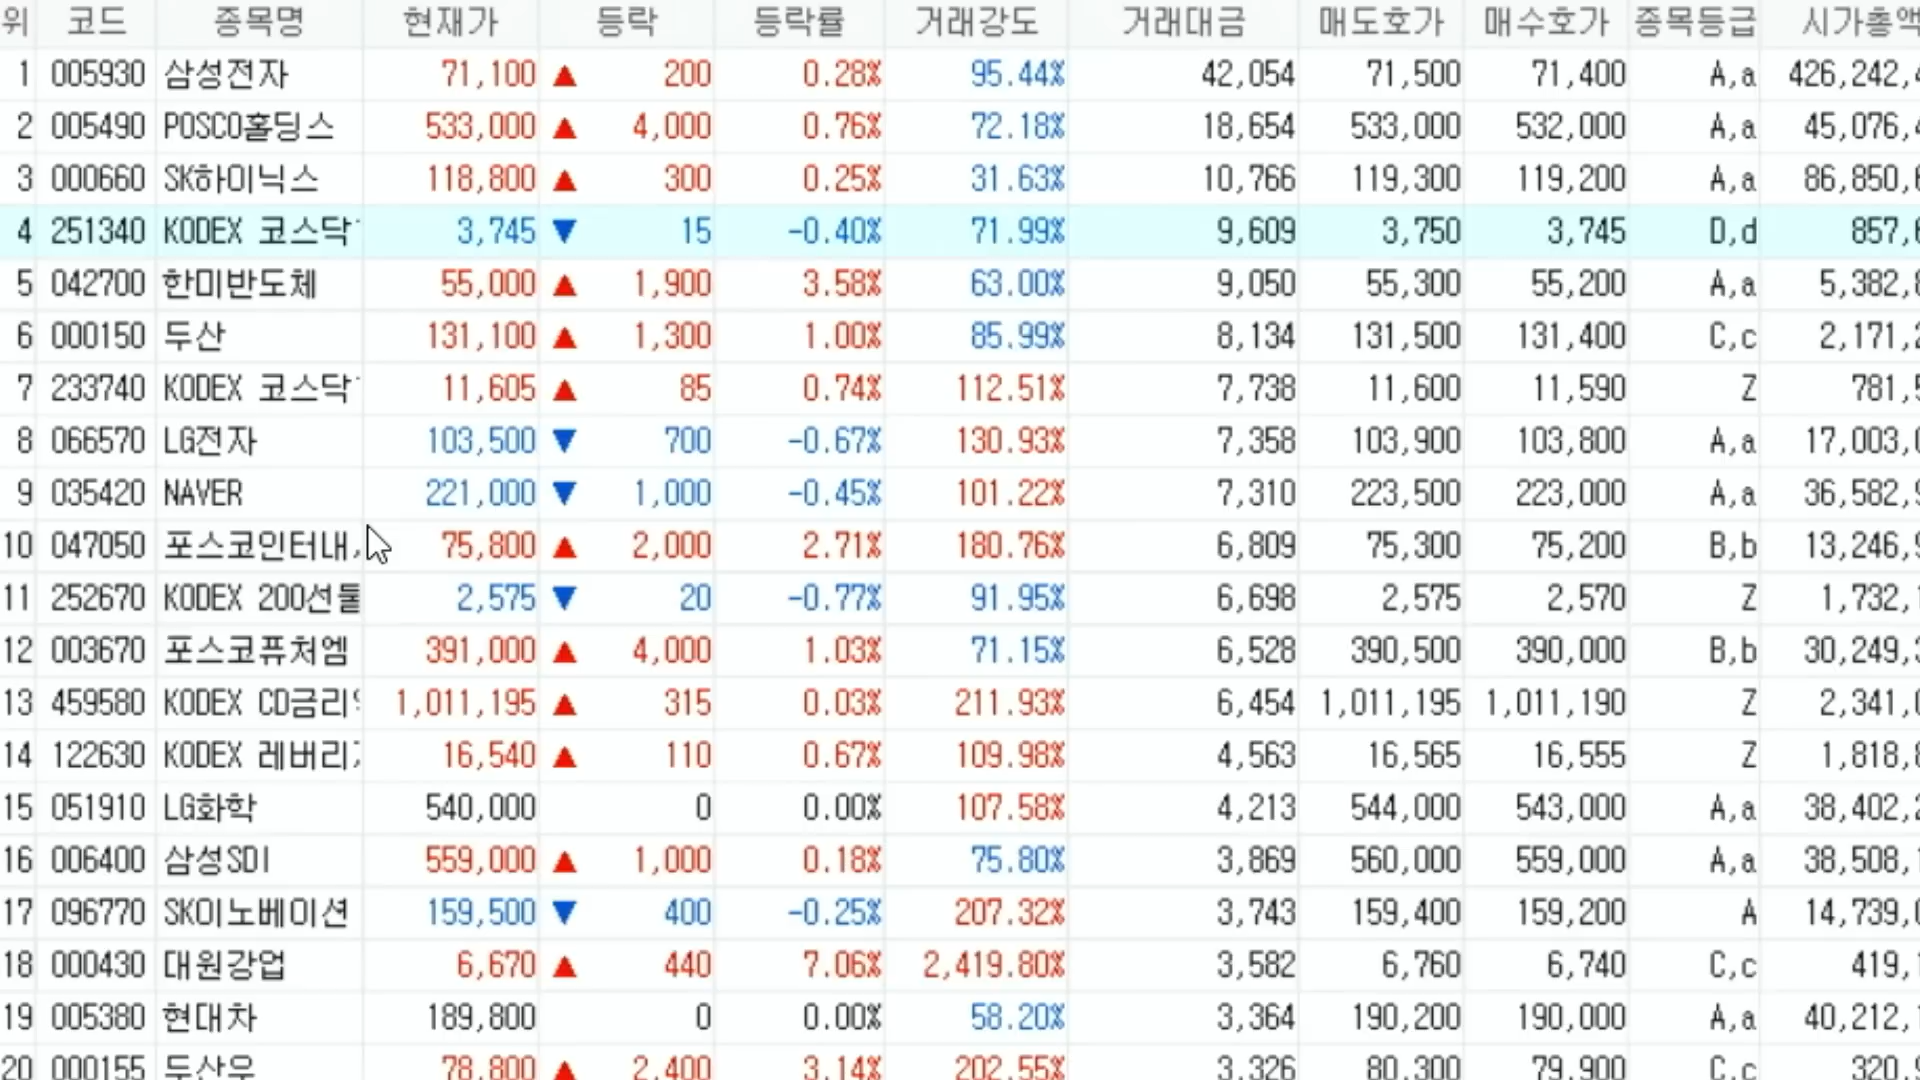 위 코드 종목명 현재가 등락 등락률 거래강도 거래대금 매도호가 매수호가 종목등급 시가총액
1 005930 삼성전자 71,100 ▲ 200 0.28% 95.44% 42,054 71,500 71,400 A,a 426,242,
2 005490 POSCO홀딩스 533,000 ▲ 4,000 0.76% 72.18% 18,654 533,000 532,000 A,a 45,076,
3 000660 SK하이닉스 118,800 ▲ 300 0.25% 31.63% 10,766 119,300 119,200 A,a 86,850,
4 251340 KODEX 코스닥 3,745 ▼ 15 -0.40% 71.99% 9,609 3,750 3,745 D,d 857,
5 042700 한미반도체 55,000 ▲ 1,900 3.58% 63.00% 9,050 55,300 55,200 A,a 5,382,
6 000150 두산 131,100 ▲ 1,300 1.00% 85.99% 8,134 131,500 131,400 C,c 2,171,
7 233740 KODEX 코스닥 11,605 ▲ 85 0.74% 112.51% 7,738 11,600 11,590 Z 781,
8 066570 LG전자 103,500 ▼ 700 -0.67% 130.93% 7,358 103,900 103,800 A,a 17,003,
9 035420 NAVER 221,000 ▼ 1,000 -0.45% 101.22% 7,310 223,500 223,000 A,a 36,582,
10 047050 포스코인터내 75,800 ▲ 2,000 2.71% 180.76% 6,809 75,300 75,200 B,b 13,246,
11 252670 KODEX 200선물 2,575 ▼ 20 -0.77% 91.95% 6,698 2,575 2,570 Z 1,732,
12 003670 포스코퓨처엠 391,000 ▲ 4,000 1.03% 71.15% 6,528 390,500 390,000 B,b 30,249,
13 459580 KODEX CD금리 1,011,195 ▲ 315 0.03% 211.93% 6,454 1,011,195 1,011,190 Z 2,341,
14 122630 KODEX 레버리 16,540 ▲ 110 0.67% 109.98% 4,563 16,565 16,555 Z 1,818,
15 051910 LG화학 540,000 0 0.00% 107.58% 4,213 544,000 543,000 A,a 38,402,
16 006400 삼성SDI 559,000 ▲ 1,000 0.18% 75.80% 3,869 560,000 559,000 A,a 38,508,
17 096770 SK이노베이션 159,500 ▼ 400 -0.25% 207.32% 3,743 159,400 159,200 A 14,739,
18 000430 대원강업 6,670 ▲ 440 7.06% 2,419.80% 3,582 6,760 6,740 C,c 419,
19 005380 현대차 189,800 0 0.00% 58.20% 3,364 190,200 190,000 A,a 40,212,
20 000155 두산우 78,800 ▲ 2,400 3.14% 202.55% 3,326 80,300 79,900 C,c 320,